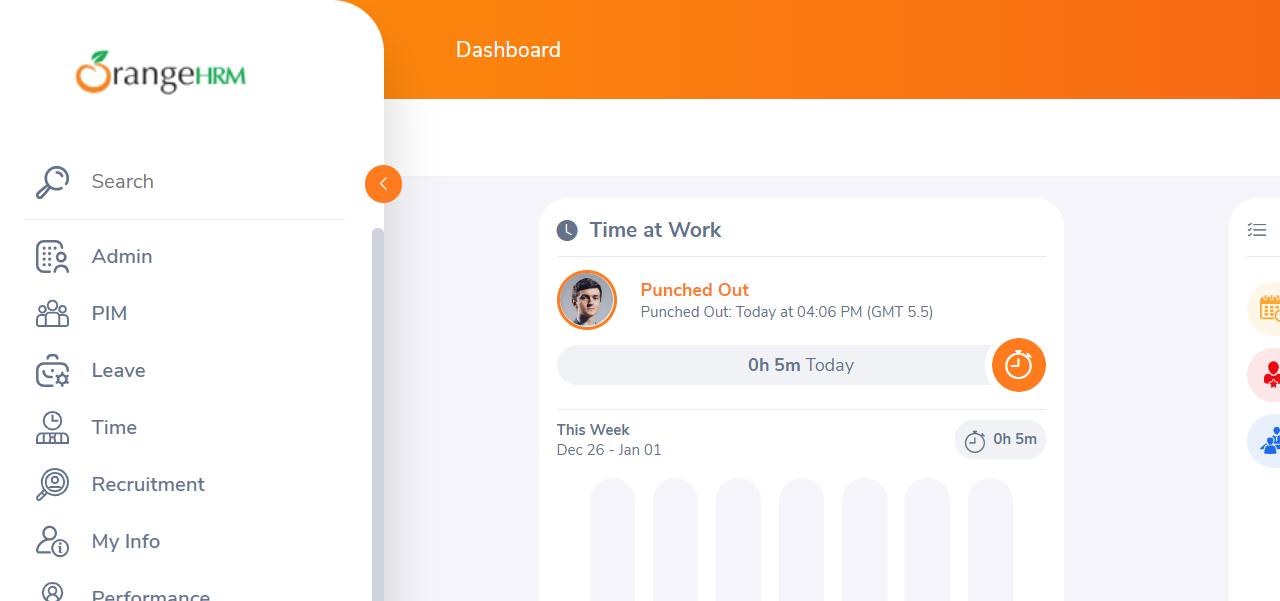 OrangeHRM
Dashboard
Search
Admin
PIM
Leave
Time
Recruitment
My Info
Performance
Time at Work
Punched Out
Punched Out: Today at 04:06 PM (GMT 5.5)
0h 5m Today
This Week
Dec 26 - Jan 01
0h 5m